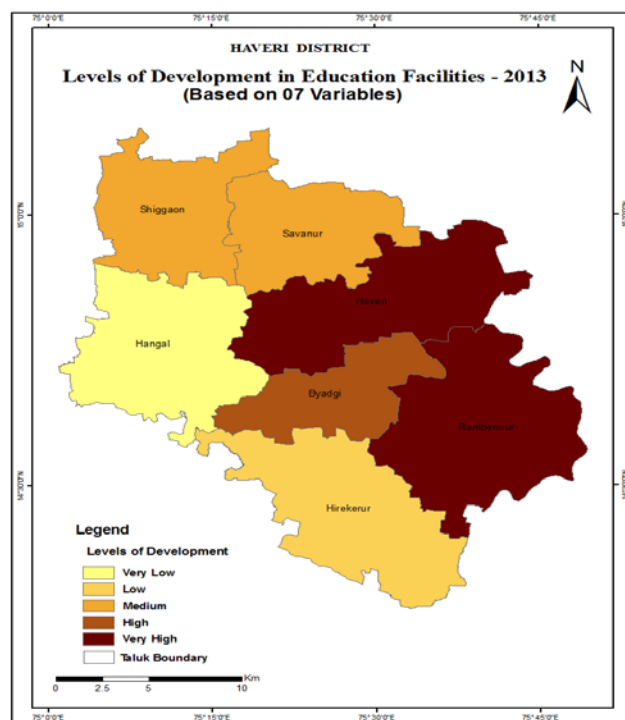 75°0'0"E 75°15'0"E 75°30'0"E 75°45'0"E
HAVERI DISTRICT
Levels of Development in Education Facilities - 2013
(Based on 07 Variables)
N
Shiggaon
Savanur
Haveri
Hangal
Byadgi
Ranibennur
Hirekerur
14°30'0"N
Legend
Levels of Development
Very Low
Low
Medium
High
Very High
Taluk Boundary
Km
0 2.5 5 10
75°0'0"E 75°15'0"E 75°30'0"E 75°45'0"E